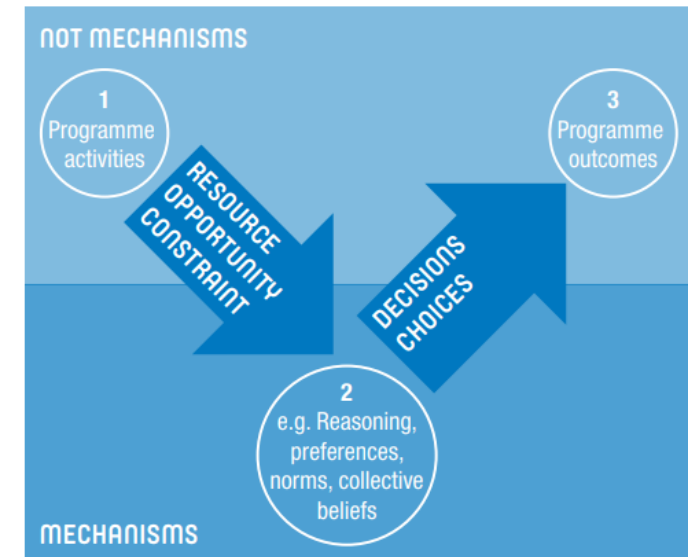 NOT MECHANISMS
1
Programme
activities
3
Programme
outcomes
RESOURCE
OPPORTUNITY
CONSTRAINT
DECISIONS
CHOICES
2
e.g. Reasoning,
preferences,
norms, collective
beliefs
MECHANISMS